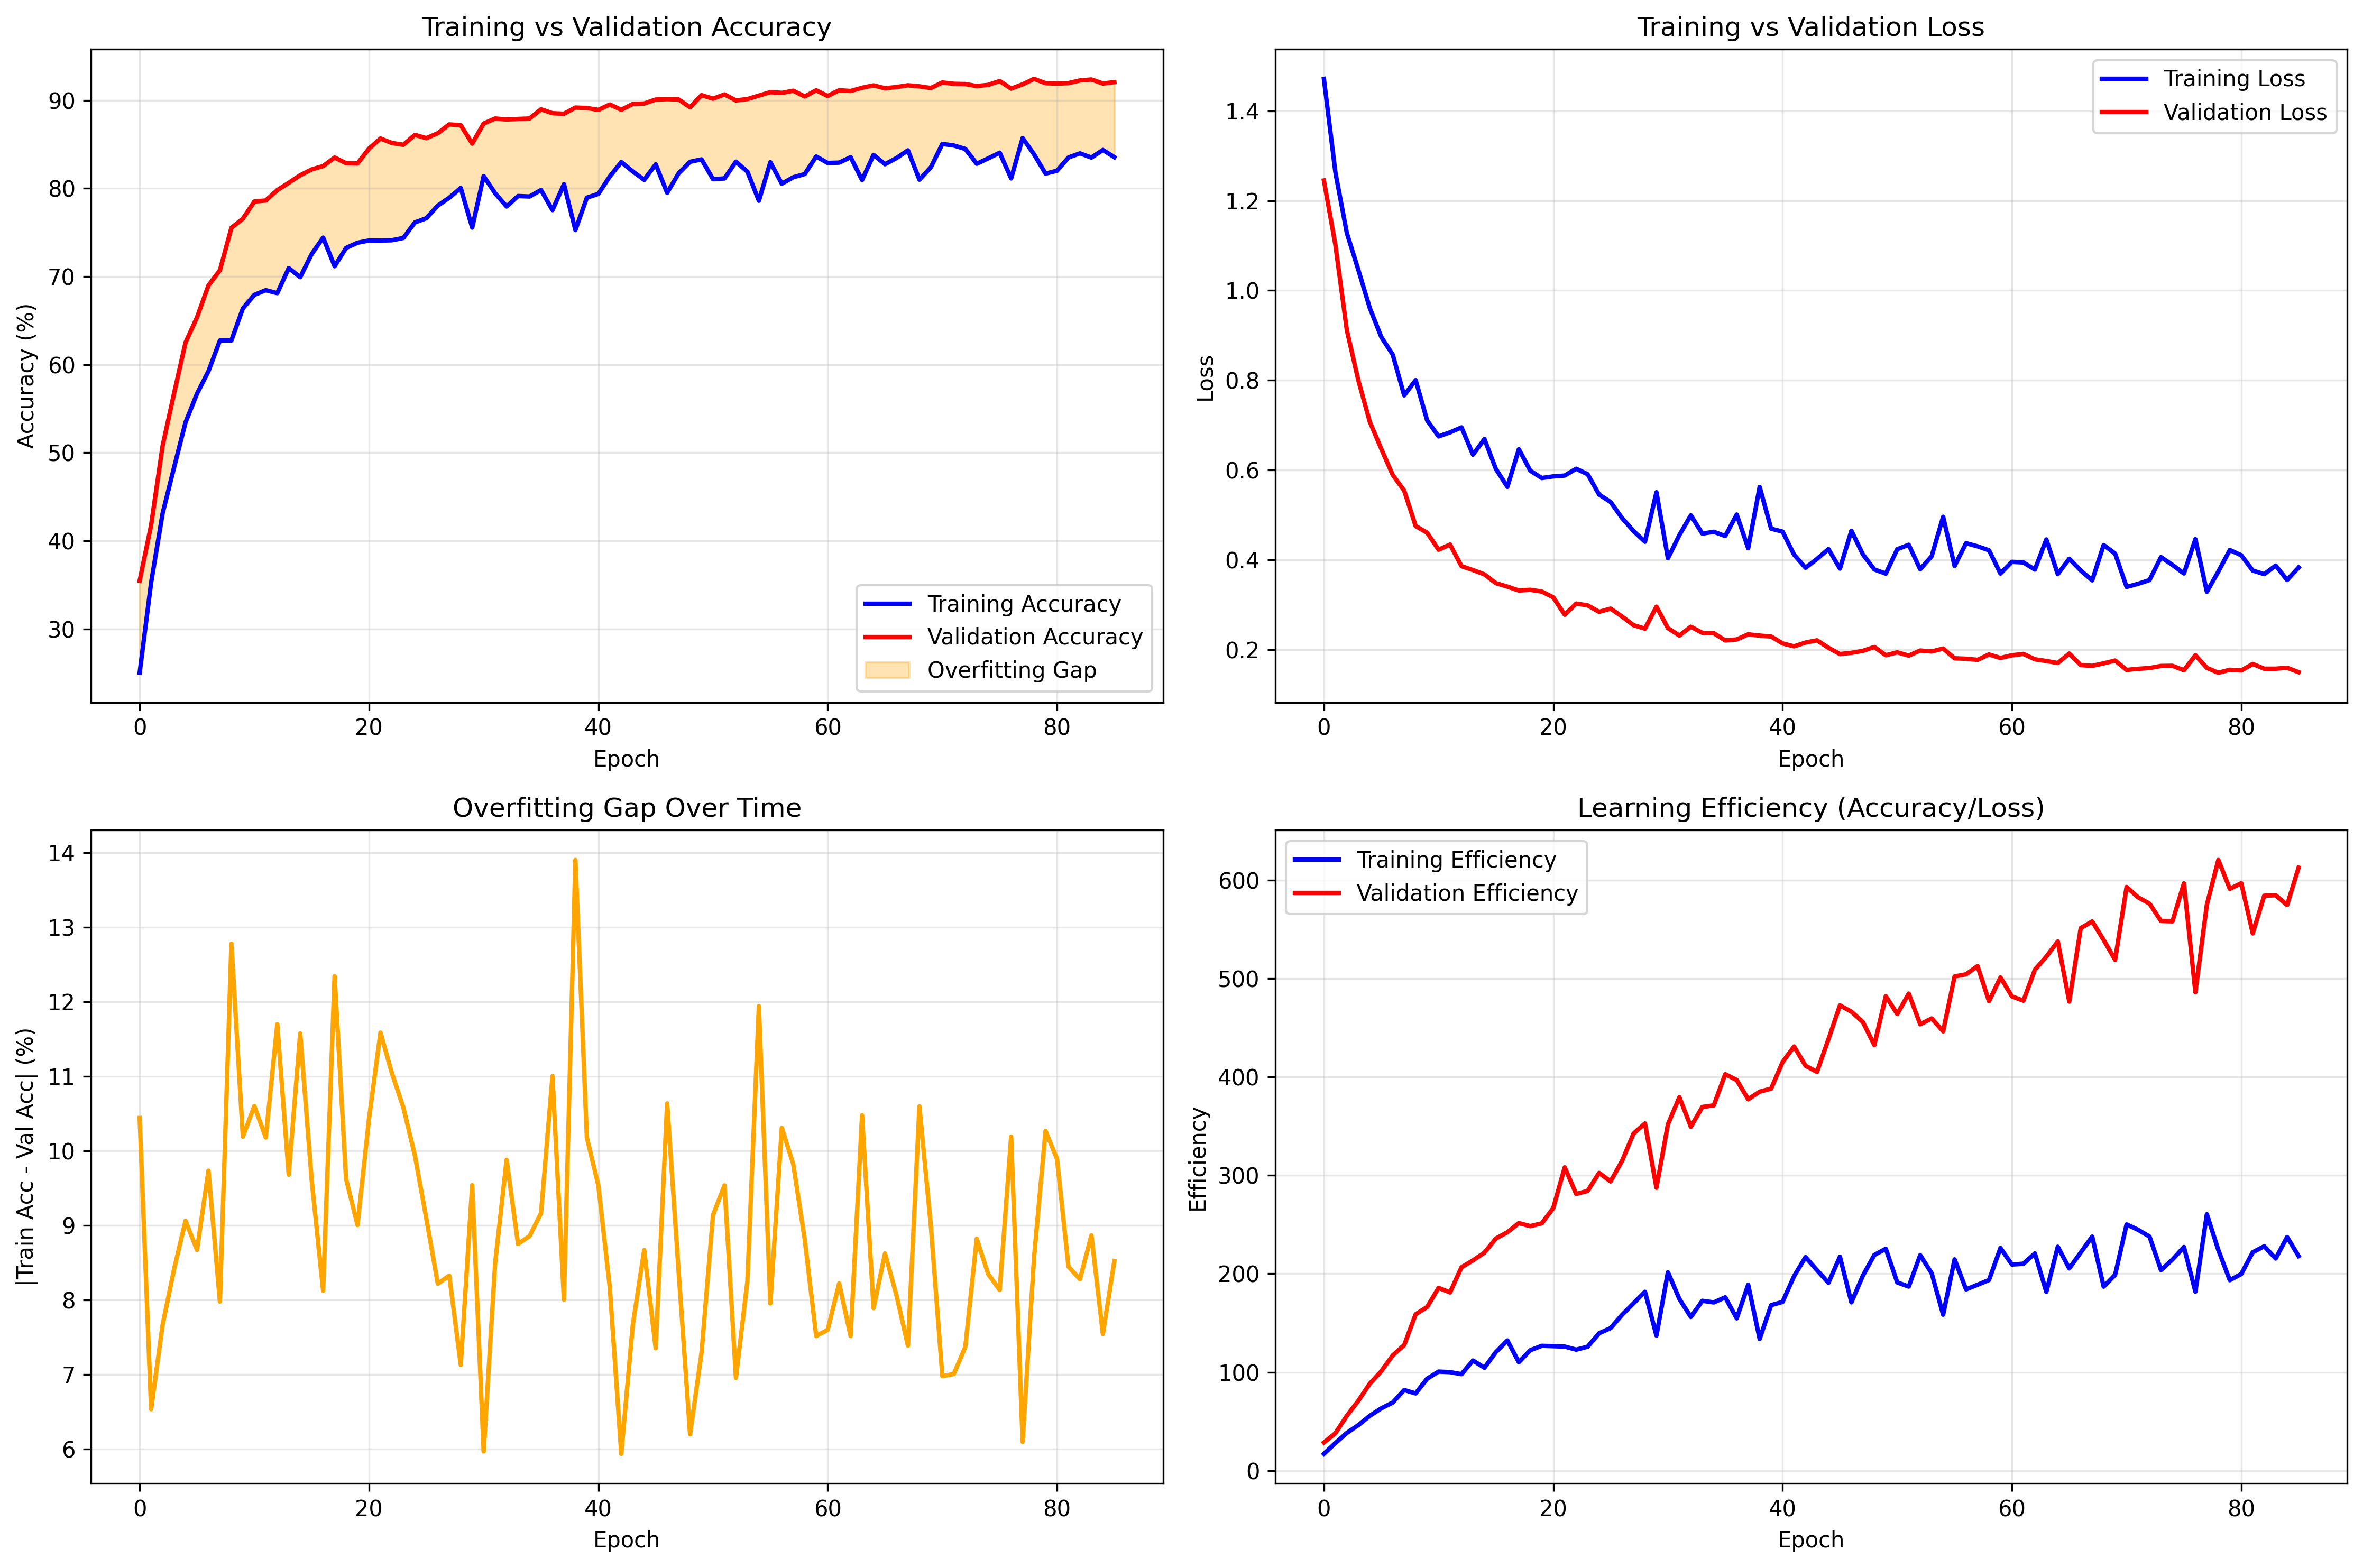 Training vs Validation Accuracy
Accuracy (%)
90
80
70
60
50
40
30
Training Accuracy
Validation Accuracy
Overfitting Gap
0 20 40 60 80
Epoch
Training vs Validation Loss
Loss
1.4
1.2
1.0
0.8
0.6
0.4
0.2
Training Loss
Validation Loss
0 20 40 60 80
Epoch
Overfitting Gap Over Time
|Train Acc - Val Acc| (%)
14
13
12
11
10
9
8
7
6
0 20 40 60 80
Epoch
Learning Efficiency (Accuracy/Loss)
Efficiency
600
500
400
300
200
100
0
Training Efficiency
Validation Efficiency
0 20 40 60 80
Epoch